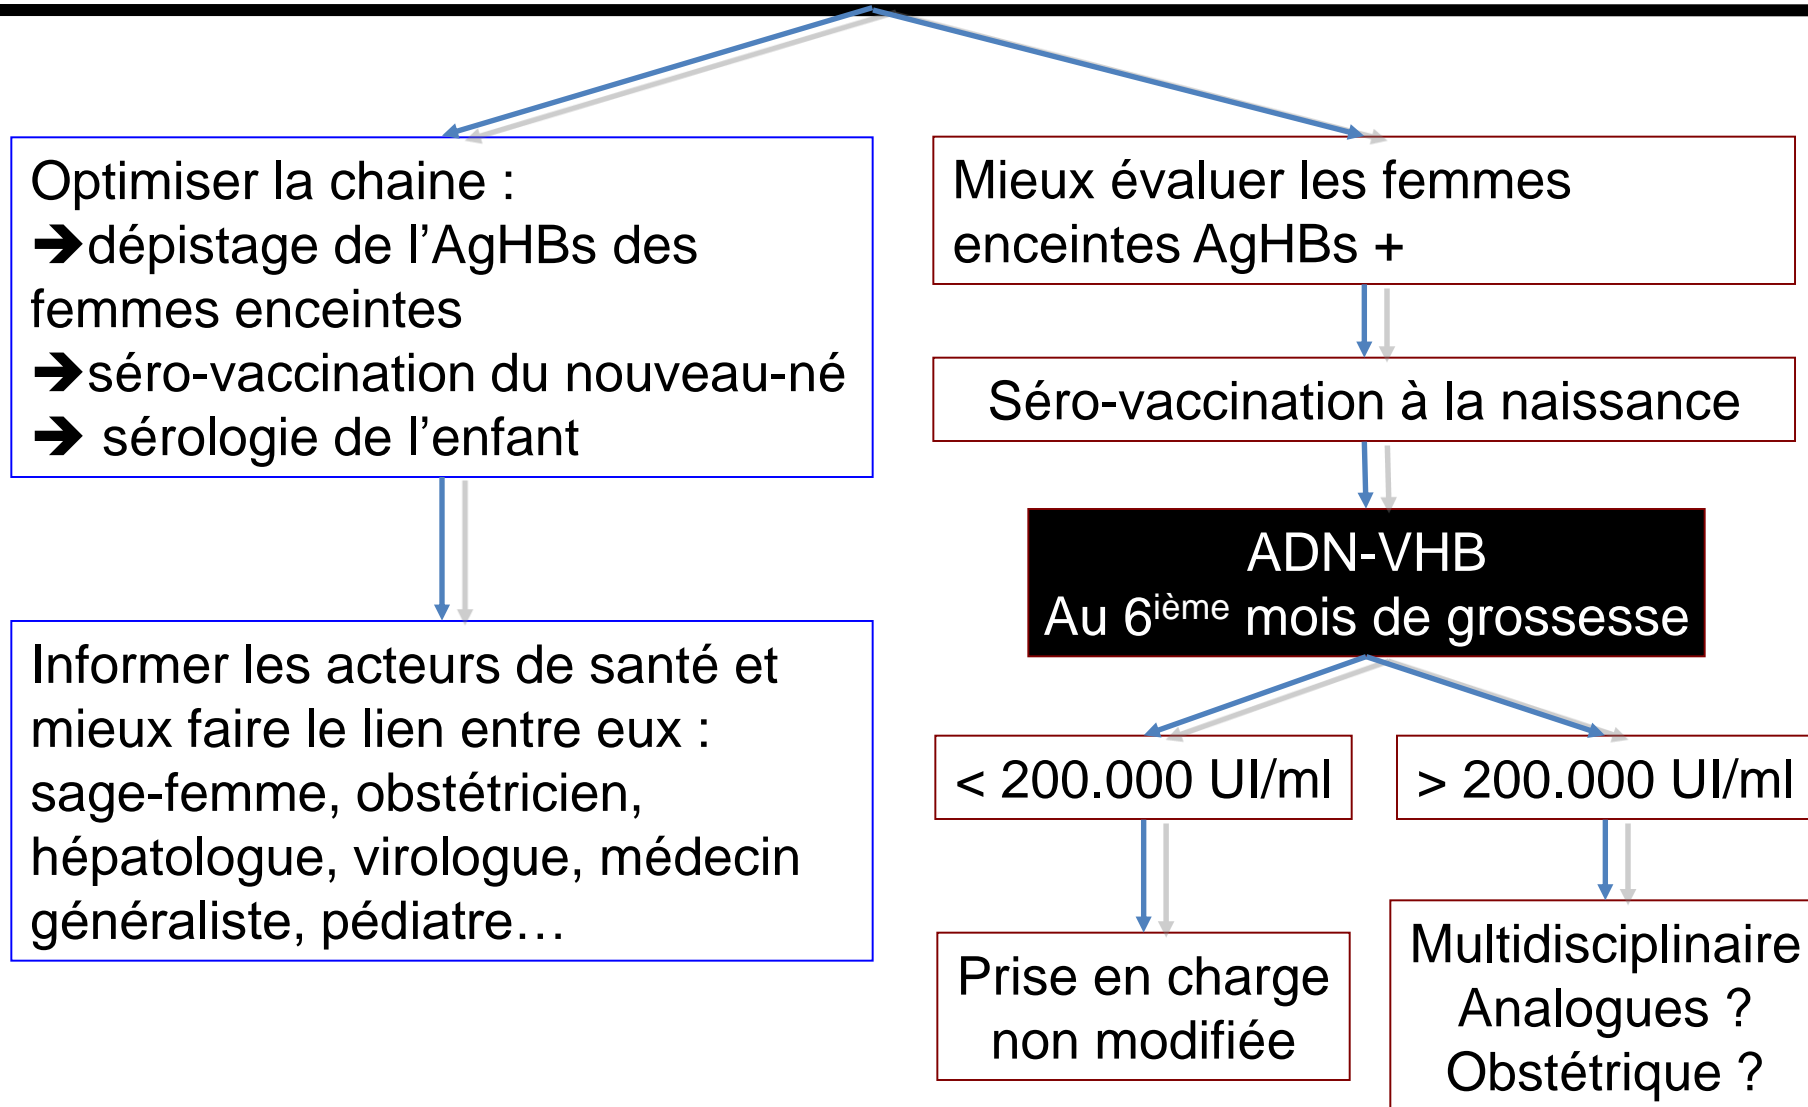 Optimiser la chaine :
➔dépistage de l’AgHBs des
femmes enceintes
➔séro-vaccination du nouveau-né
➔ sérologie de l’enfant
Informer les acteurs de santé et
mieux faire le lien entre eux :
sage-femme, obstétricien,
hépatologue, virologue, médecin
généraliste, pédiatre…
Mieux évaluer les femmes
enceintes AgHBs +
Séro-vaccination à la naissance
ADN-VHB
Au 6ième mois de grossesse
< 200.000 UI/ml
> 200.000 UI/ml
Prise en charge
non modifiée
Multidisciplinaire
Analogues ?
Obstétrique ?